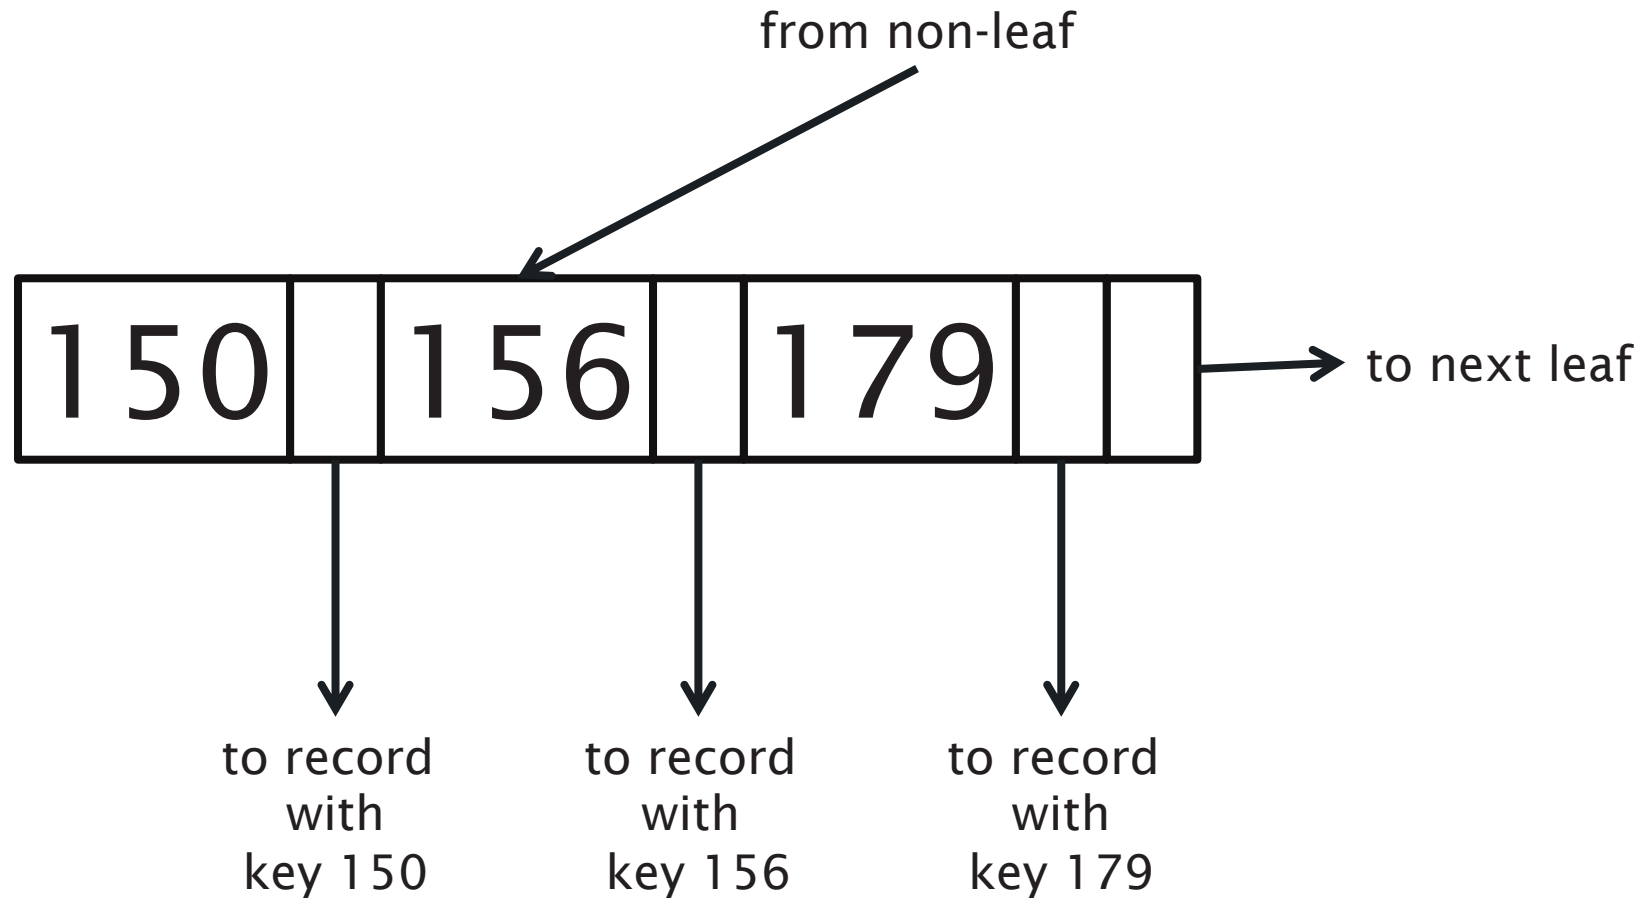 from non-leaf
150 156 179
to next leaf
to record to record to record
with with with
key 150 key 156 key 179